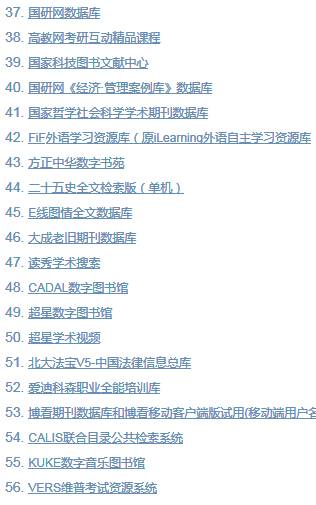 37. 国研网数据库
38. 高教网考研互动精品课程
39. 国家科技图书文献中心
40. 国研网《经济·管理案例库》数据库
41. 国家哲学社会科学学术期刊数据库
42. FiF外语学习资源库（原iLearning外语自主学习资源库
43. 方正中华数字书苑
44. 二十五史全文检索版（单机）
45. E线图情全文数据库
46. 大成老旧期刊数据库
47. 读秀学术搜索
48. CADAL数字图书馆
49. 超星数字图书馆
50. 超星学术视频
51. 北大法宝V5-中国法律信息总库
52. 爱迪科森职业全能培训库
53. 博看期刊数据库和博看移动客户端版试用(移动端用户名
54. CALIS联合目录公共检索系统
55. KUKE数字音乐图书馆
56. VERS维普考试资源系统